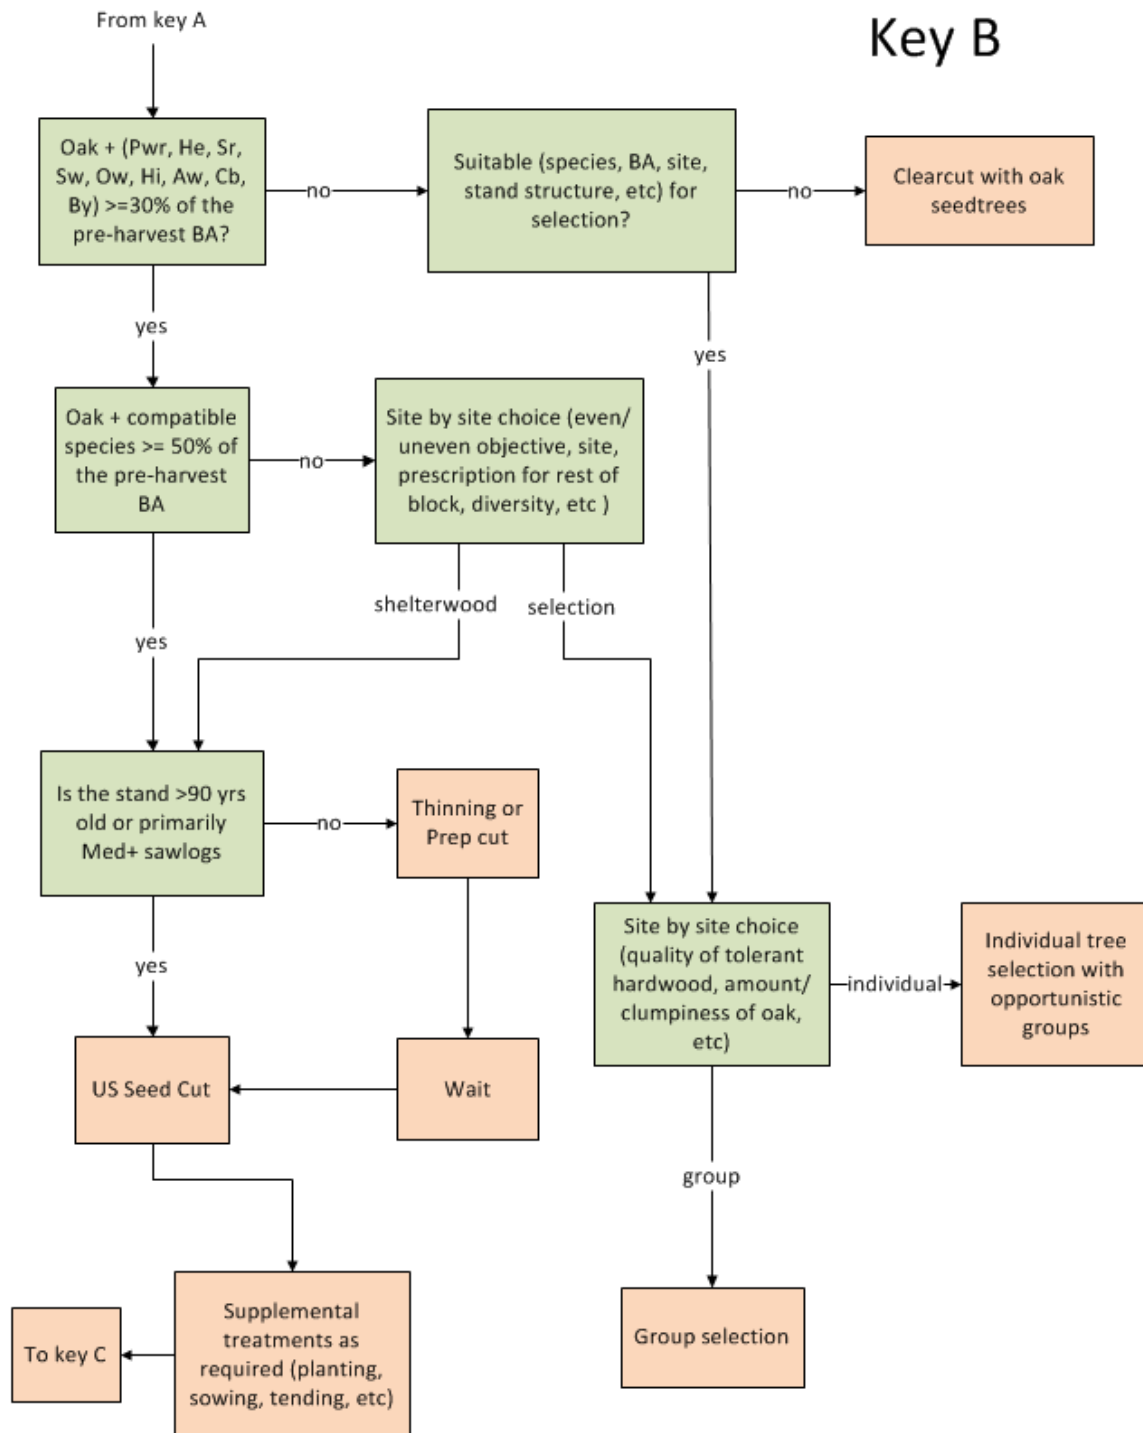 From key A
Key B
Oak + (Pwr, He, Sr,
Sw, Ow, Hi, Aw, Cb,
By) >=30% of the
pre-harvest BA?
no
Suitable (species, BA, site,
stand structure, etc) for
selection?
no
Clearcut with oak
seedtrees
yes
yes
Oak + compatible
species >= 50% of
the pre-harvest
BA
no
Site by site choice (even/
uneven objective, site,
prescription for rest of
block, diversity, etc )
shelterwood
selection
yes
Is the stand >90 yrs
old or primarily
Med+ sawlogs
no
Thinning or
Prep cut
yes
Site by site choice
(quality of tolerant
hardwood, amount/
clumpiness of oak,
etc)
individual
Individual tree
selection with
opportunistic
groups
US Seed Cut
Wait
group
Supplemental
treatments as
required (planting,
sowing, tending, etc)
To key C
Group selection